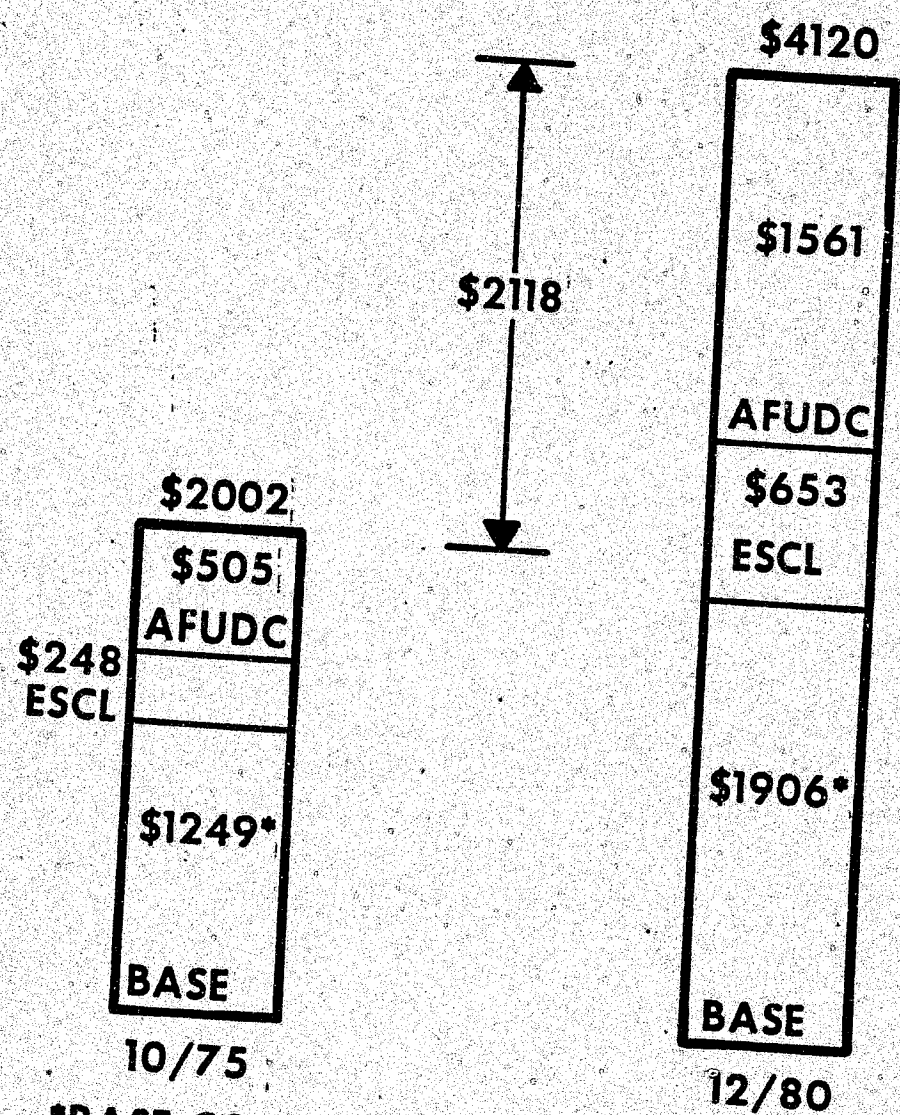 $4120
$1561
AFUDC
$653
ESCL
$1906*
BASE
12/80
$2118
$2002
$505
AFUDC
$248
ESCL
$1249*
BASE
10/75